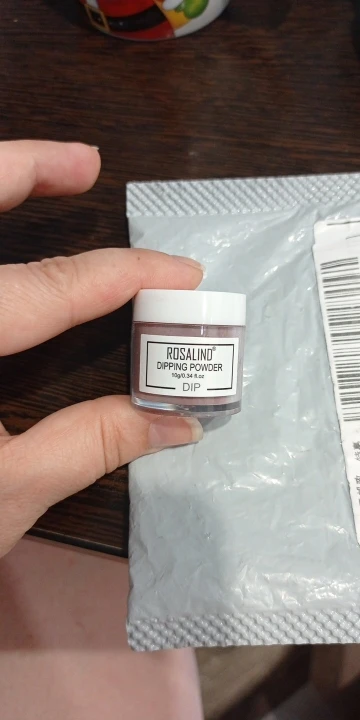 ROSALIND®
DIPPING POWDER
10g/0.34 fl.oz
DIP